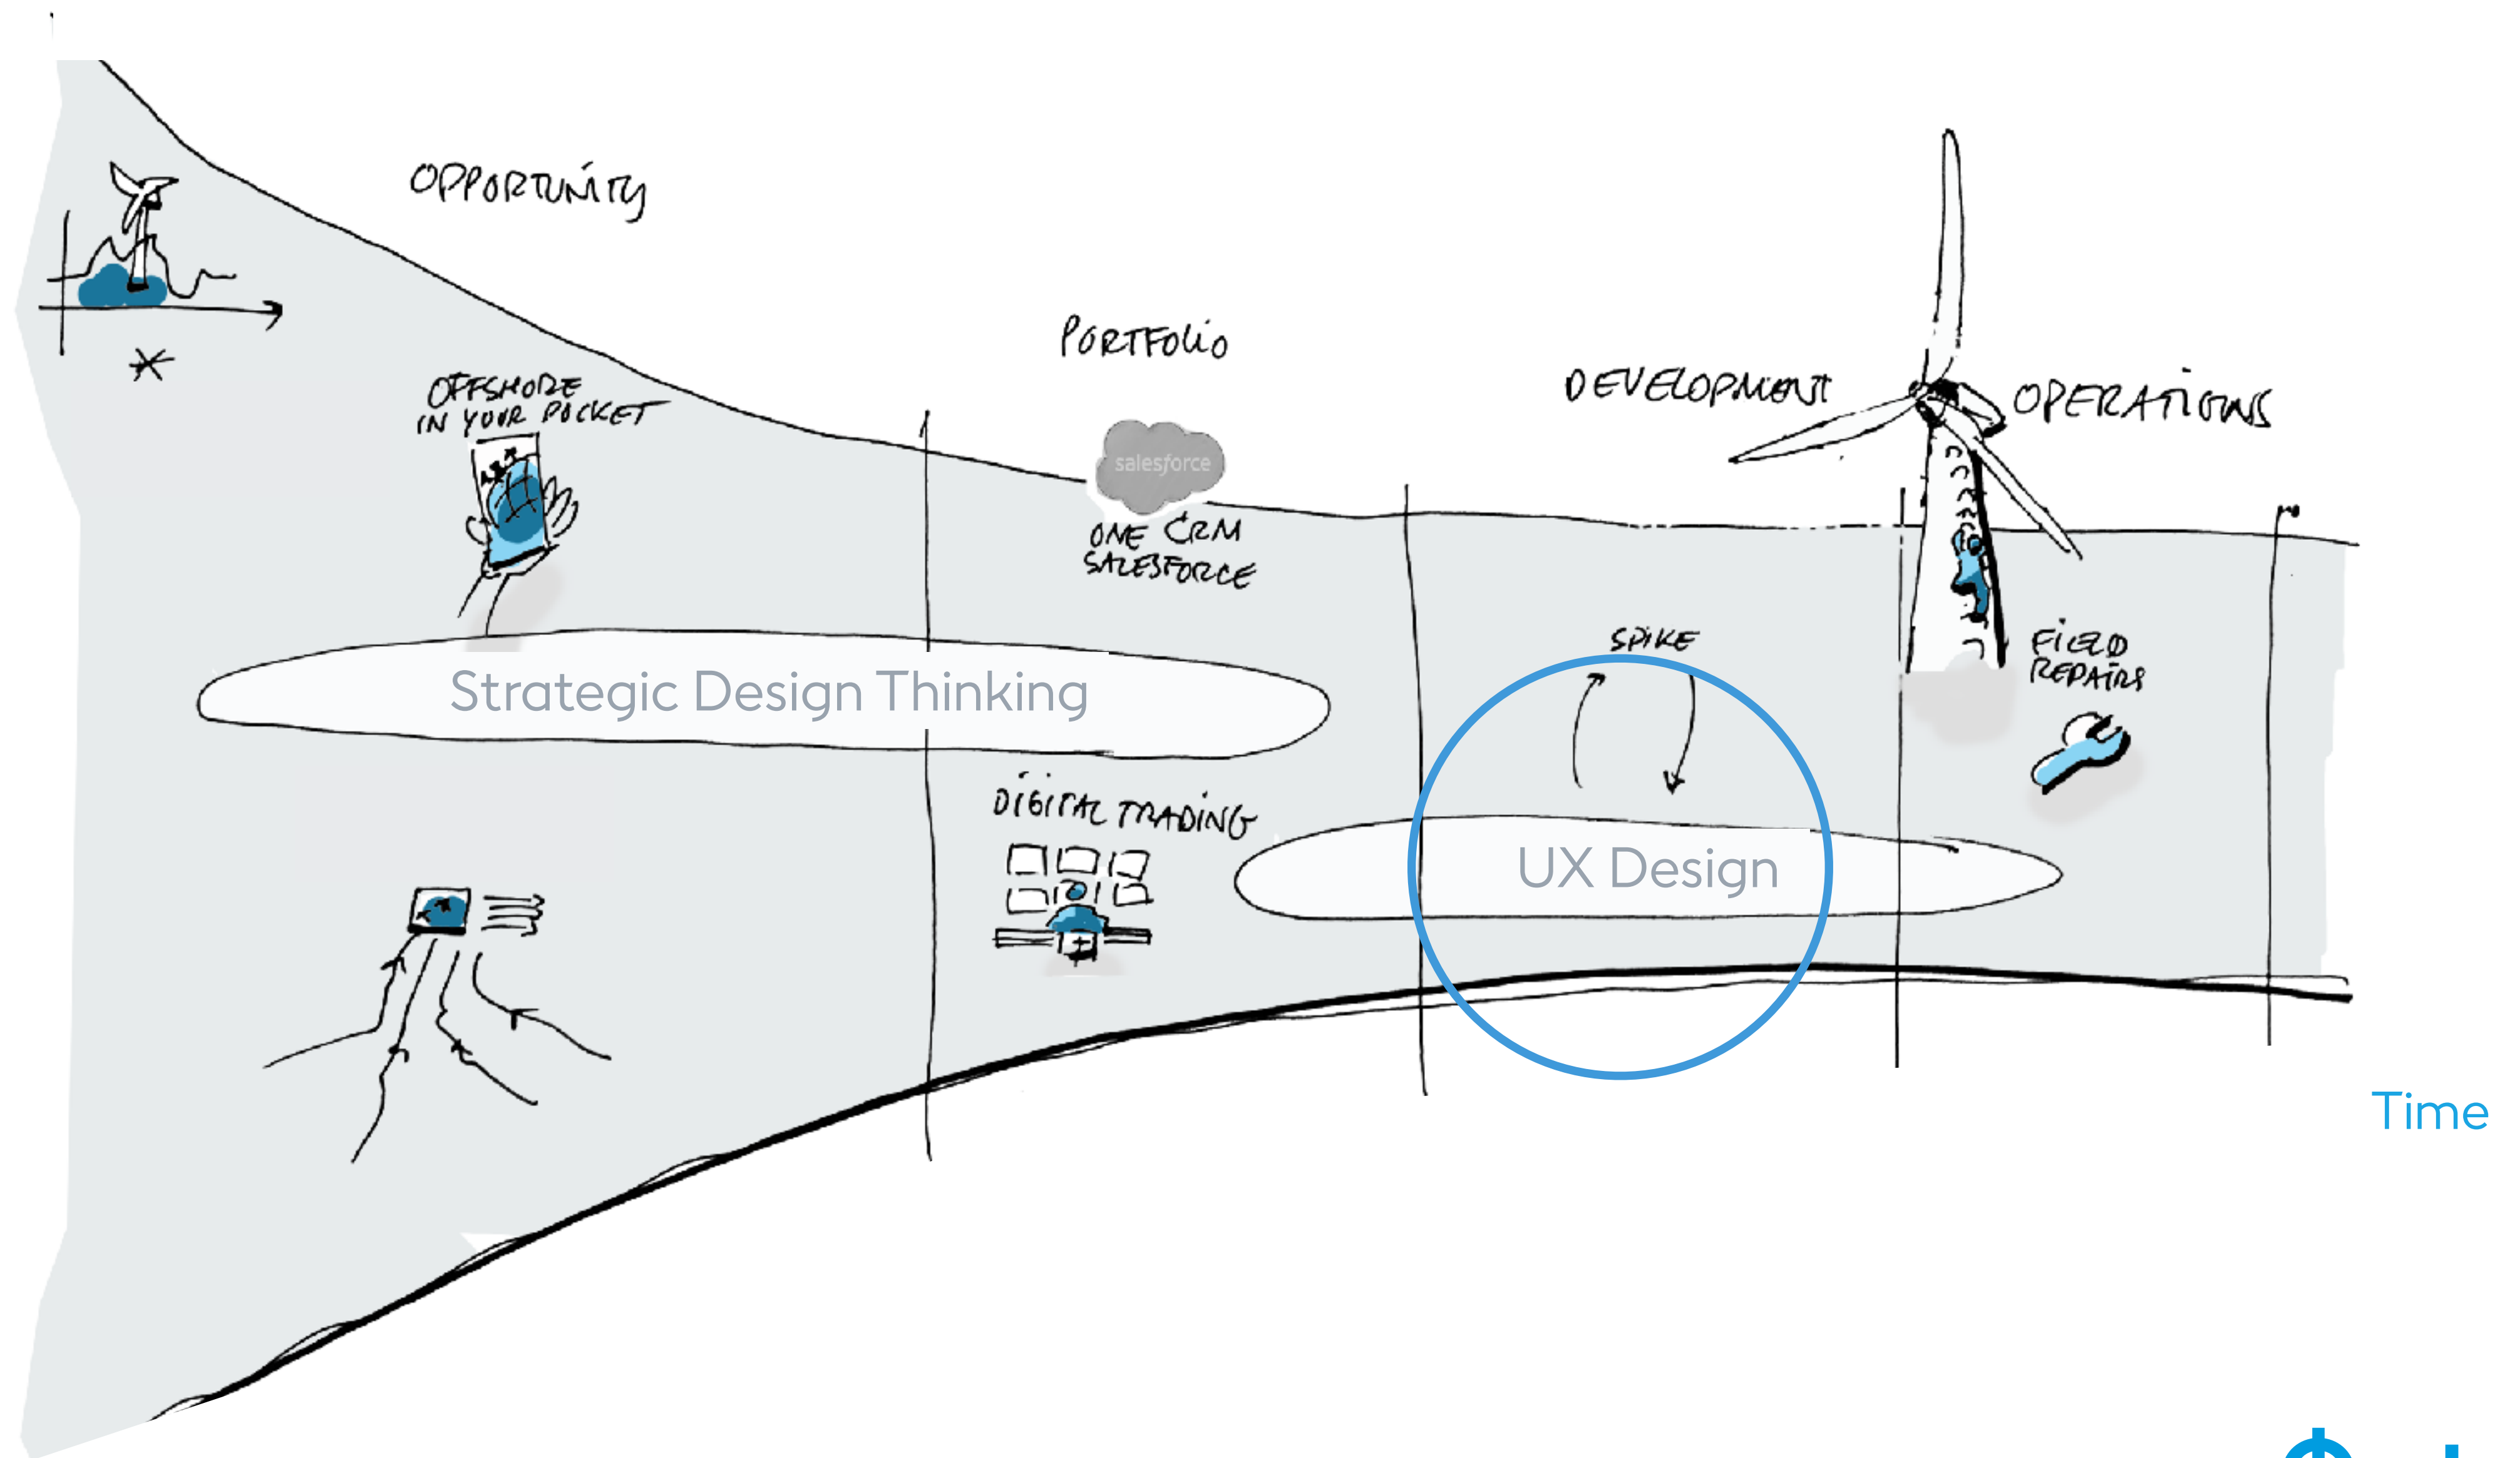 OPPORTUNITY
OFFSHORE
IN YOUR POCKET
PORTFOLIO
salesforce
ONE CRM
SALESFORCE
DEVELOPMENT
OPERATIONS
SPIKE
FIELD
REPAIRS
Strategic Design Thinking
DIGITAL TRADING
UX Design
Time